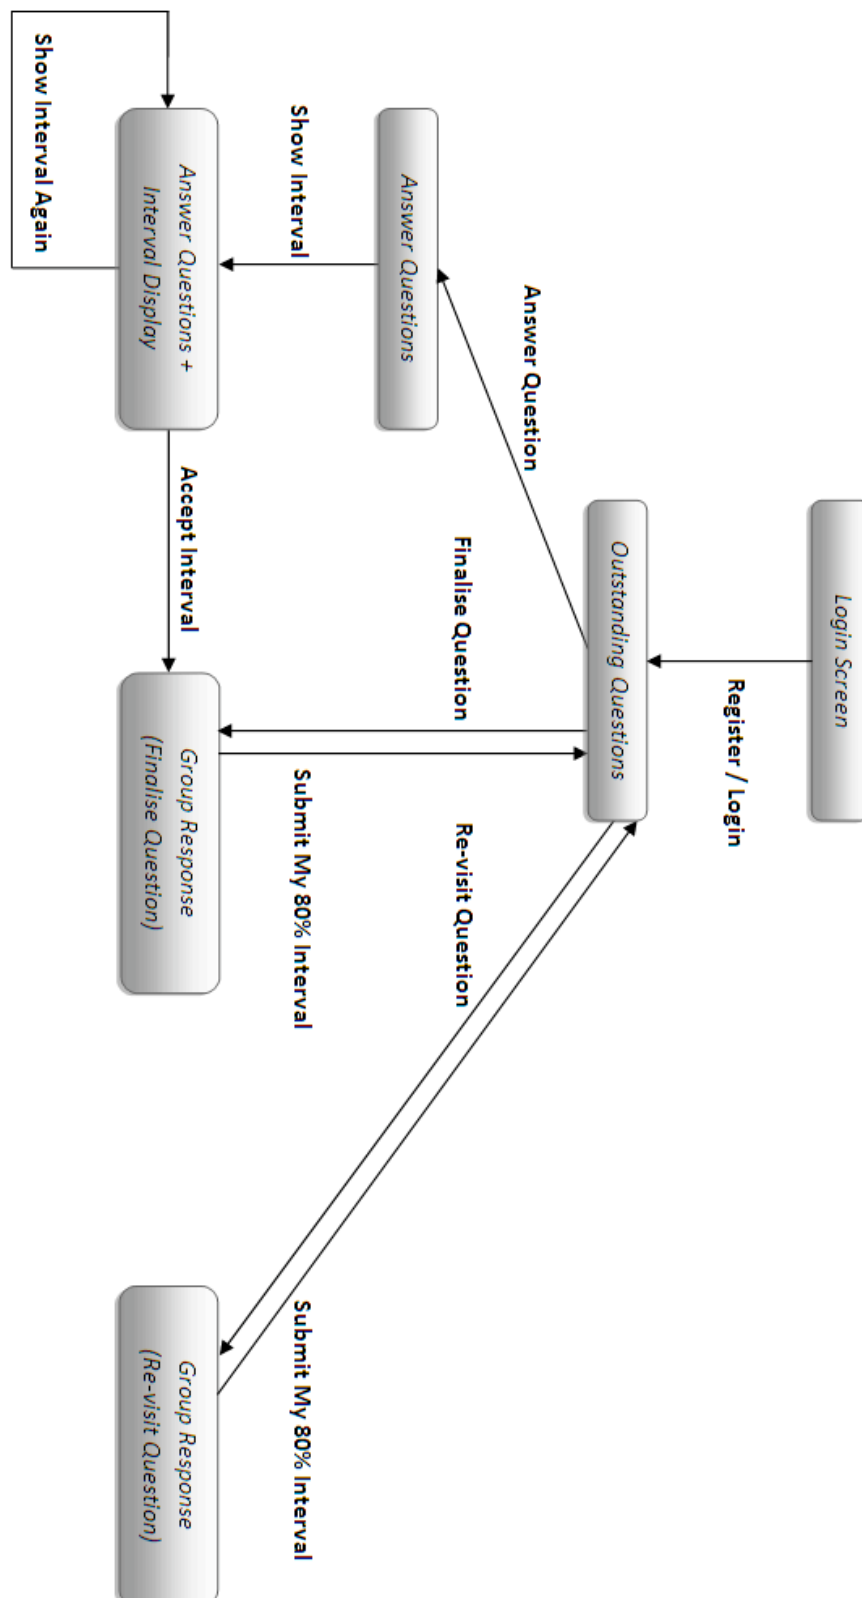 Login Screen
Register / Login
Outstanding Questions
Answer Question
Finalise Question
Re-visit Question
Answer Questions
Show Interval
Submit My 80% Interval
Submit My 80% Interval
Answer Questions +
Interval Display
Accept Interval
Group Response
(Finalise Question)
Group Response
(Re-visit Question)
Show Interval Again